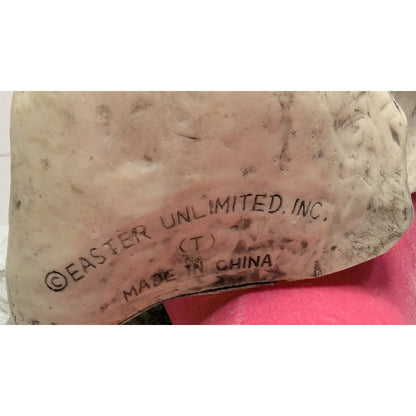 ©EASTER UNLIMITED, INC.
(T)
MADE IN CHINA